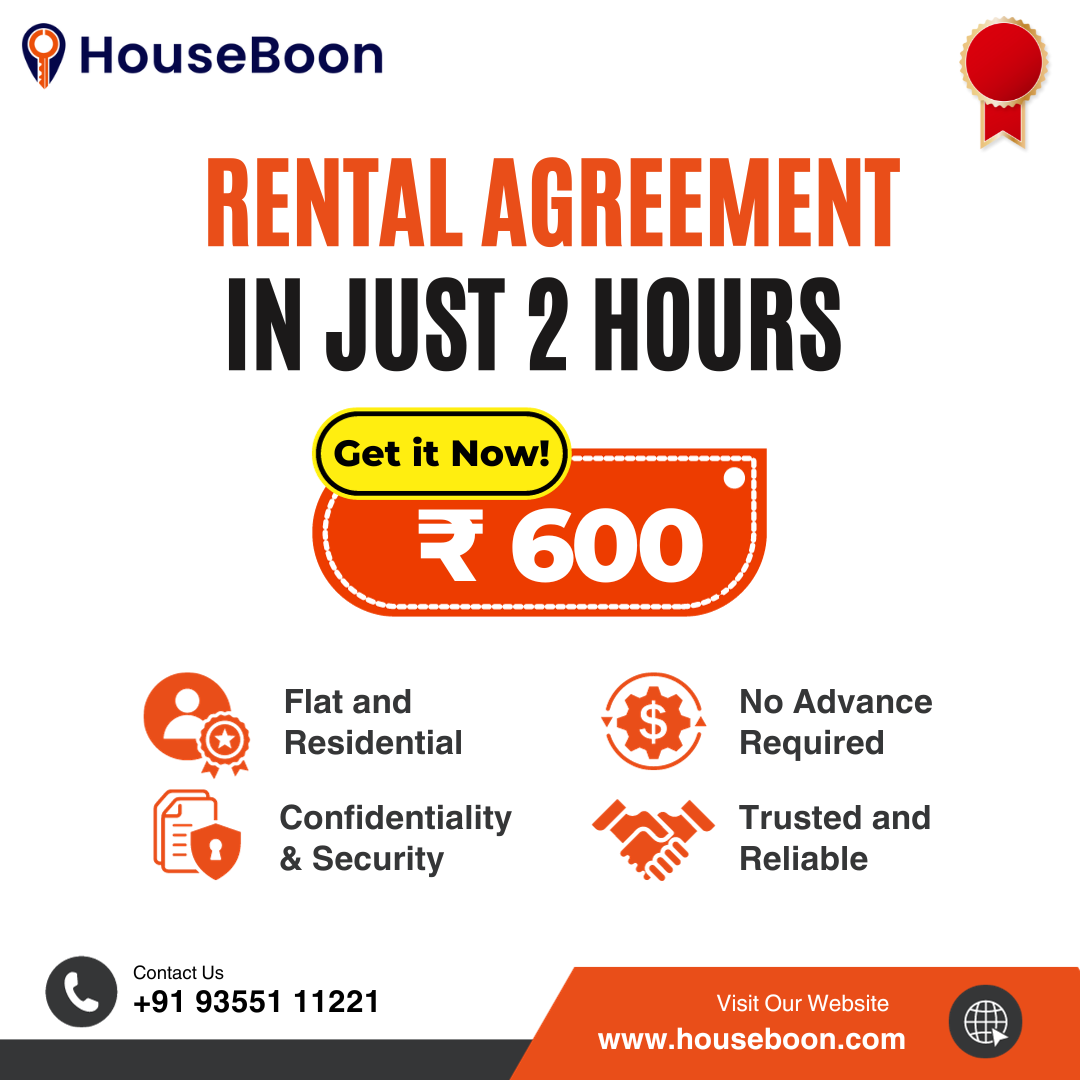 HouseBoon
RENTAL AGREEMENT
IN JUST 2 HOURS
Get it Now!
₹ 600
Flat and
Residential
No Advance
Required
Confidentiality
& Security
Trusted and
Reliable
Contact Us
+91 93551 11221
Visit Our Website
www.houseboon.com